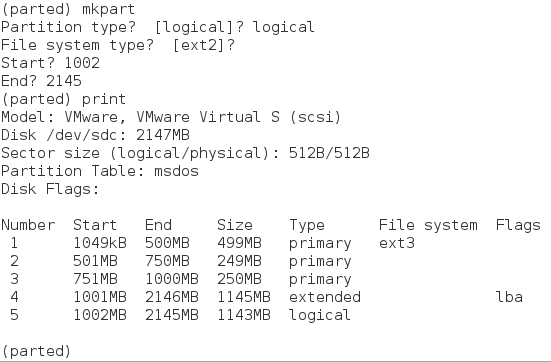 (parted) mkpart
Partition type?  [logical]? logical
File system type?  [ext2]?
Start? 1002
End? 2145
(parted) print
Model: VMware, VMware Virtual S (scsi)
Disk /dev/sdc: 2147MB
Sector size (logical/physical): 512B/512B
Partition Table: msdos
Disk Flags:

Number  Start   End     Size    Type      File system  Flags
 1      1049kB  500MB   499MB   primary   ext3
 2      501MB   750MB   249MB   primary
 3      751MB   1000MB  250MB   primary
 4      1001MB  2146MB  1145MB  extended               lba
 5      1002MB  2145MB  1143MB  logical

(parted)